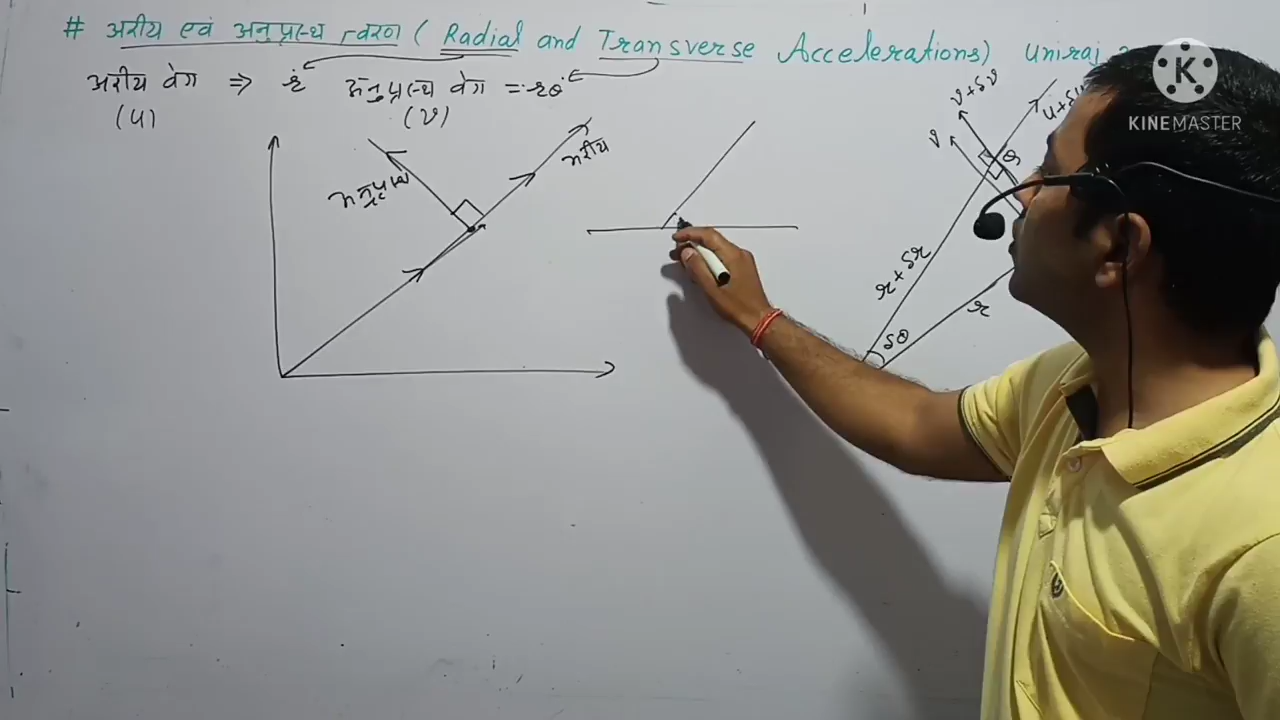 # अरीय एवं अनुप्रस्थ त्वरण ( Radial and Transverse Accelerations) Uniraj
अरीय वेग ⇒ ṙ अनुप्रस्थ वेग = rθ̇
(u) (v)
अनुप्रस्थ
अरीय
v+δv
u+δu
v
Q
r+δr
r
δθ
K
KINEMASTER